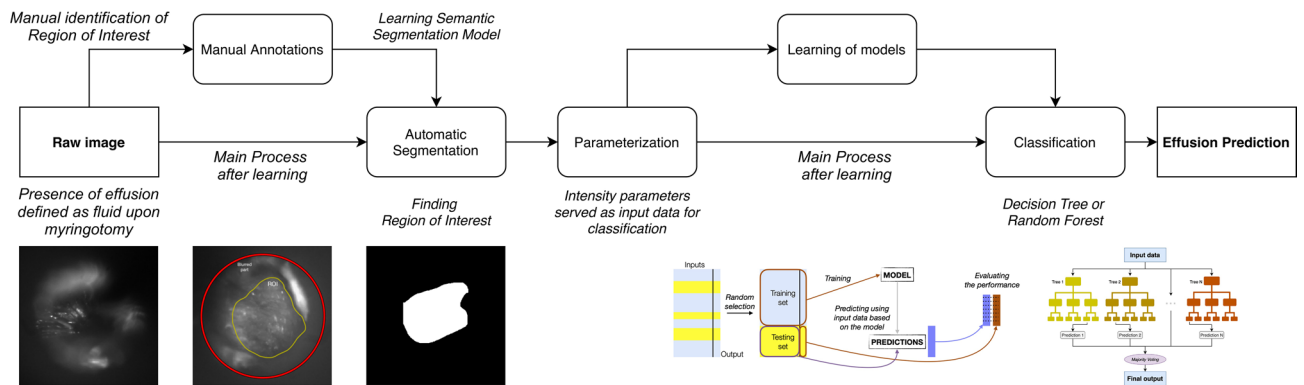 Manual identification of
Region of Interest
Manual Annotations
Learning Semantic
Segmentation Model
Learning of models
Raw image
Main Process
after learning
Automatic
Segmentation
Parameterization
Main Process
after learning
Classification
Effusion Prediction
Presence of effusion
defined as fluid upon
myringotomy
Finding
Region of Interest
Intensity parameters
served as input data for
classification
Decision Tree or
Random Forest
Blurred
part
ROI
Inputs
Output
Random
selection
Training
set
Testing
set
Training
MODEL
Predicting using
input data based
on the model
PREDICTIONS
Evaluating
the performance
Input data
Tree 1
Tree 2
Tree N
Prediction 1
Prediction 2
Prediction N
Majority Voting
Final output